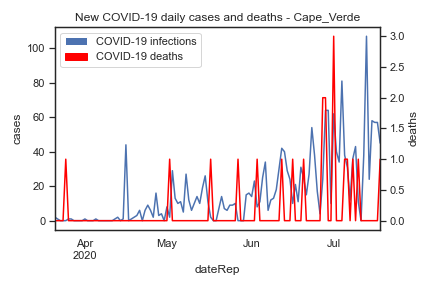 New COVID-19 daily cases and deaths - Cape_Verde
COVID-19 infections
COVID-19 deaths
cases
100
80
60
40
20
0
deaths
3.0
2.5
2.0
1.5
1.0
0.5
0.0
Apr
2020
May
Jun
Jul
dateRep